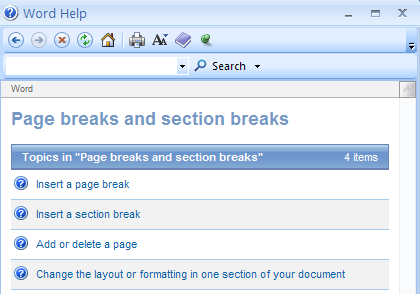 Word Help
Search
Word
Page breaks and section breaks
Topics in "Page breaks and section breaks" 4 items
Insert a page break
Insert a section break
Add or delete a page
Change the layout or formatting in one section of your document